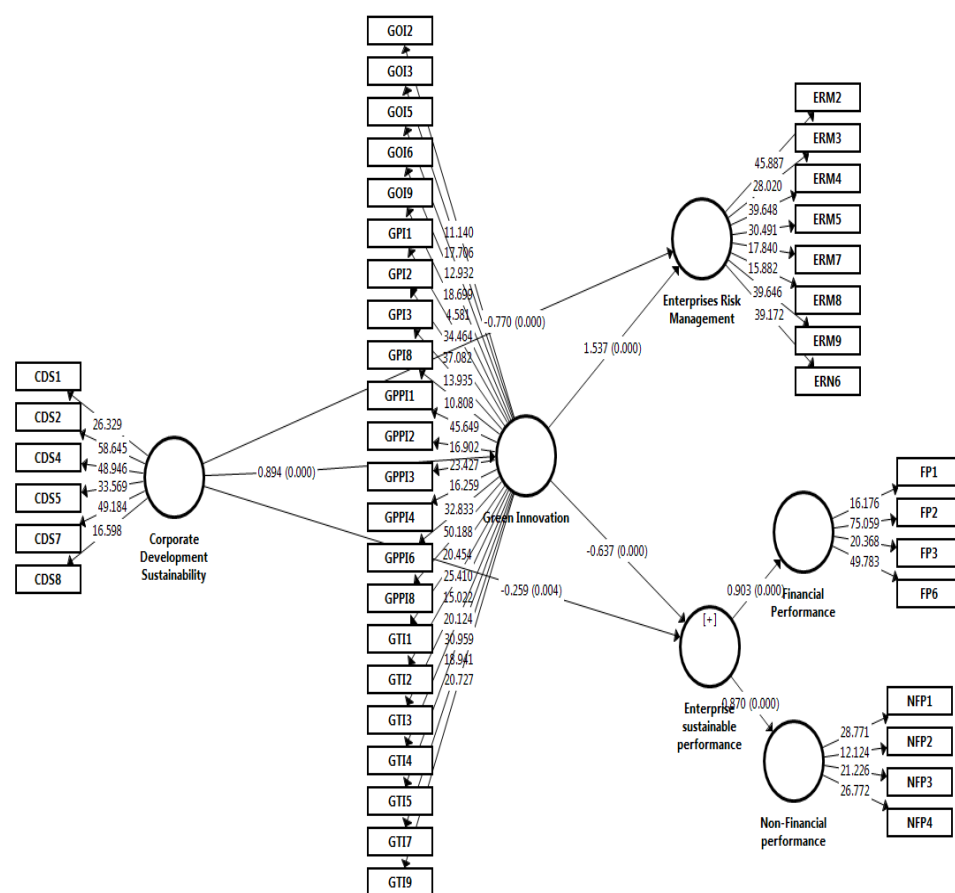 GOI2
GOI3
GOI5
GOI6
GOI9
GPI1
GPI2
GPI3
GPI8
GPPI1
GPPI2
GPPI3
GPPI4
GPPI6
GPPI8
GTI1
GTI2
GTI3
GTI4
GTI5
GTI7
GTI9
11.140
17.706
12.932
18.699
4.581
34.464
37.082
13.935
10.808
45.649
16.902
23.427
16.259
32.833
50.188
20.454
25.410
15.022
20.124
30.959
18.941
20.727
Green Innovation
CDS1
CDS2
CDS4
CDS5
CDS7
CDS8
26.329
58.645
48.946
33.569
49.184
16.598
Corporate
Development
Sustainability
0.894 (0.000)
-0.770 (0.000)
-0.259 (0.004)
1.537 (0.000)
-0.637 (0.000)
Enterprises Risk
Management
45.887
28.020
39.648
30.491
17.840
15.882
39.646
39.172
ERM2
ERM3
ERM4
ERM5
ERM7
ERM8
ERM9
ERN6
[+]
Enterprise
sustainable
performance
0.903 (0.000)
0.870 (0.000)
Financial
Performance
16.176
75.059
20.368
49.783
FP1
FP2
FP3
FP6
Non-Financial
performance
28.771
12.124
21.226
26.772
NFP1
NFP2
NFP3
NFP4